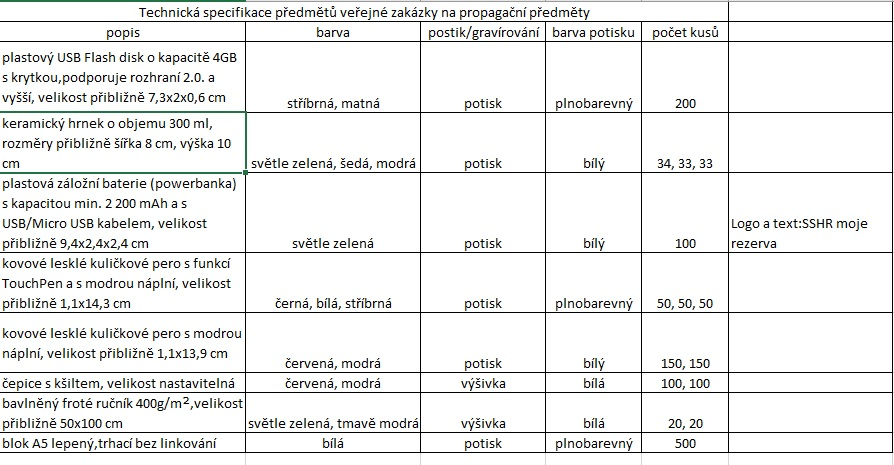 Technická specifikace předmětů veřejné zakázky na propagační předměty
popis barva postik/gravírování barva potisku počet kusů
plastový USB Flash disk o kapacitě 4GB
s krytkou,podporuje rozhraní 2.0. a
vyšší, velikost přibližně 7,3x2x0,6 cm
stříbrná, matná potisk plnobarevný 200
keramický hrnek o objemu 300 ml,
rozměry přibližně šířka 8 cm, výška 10
cm
světle zelená, šedá, modrá potisk bílý 34, 33, 33
plastová záložní baterie (powerbanka)
s kapacitou min. 2 200 mAh a s
USB/Micro USB kabelem, velikost
přibližně 9,4x2,4x2,4 cm
světle zelená potisk bílý 100
Logo a text:SSHR moje
rezerva
kovové lesklé kuličkové pero s funkcí
TouchPen a s modrou náplní, velikost
přibližně 1,1x14,3 cm
černá, bílá, stříbrná potisk plnobarevný 50, 50, 50
kovové lesklé kuličkové pero s modrou
náplní, velikost přibližně 1,1x13,9 cm
červená, modrá potisk bílý 150, 150
čepice s kšiltem, velikost nastavitelná červená, modrá výšivka bílá 100, 100
bavlněný froté ručník 400g/m²,velikost
přibližně 50x100 cm
světle zelená, tmavě modrá výšivka bílá 20, 20
blok A5 lepený,trhací bez linkování bílá potisk plnobarevný 500